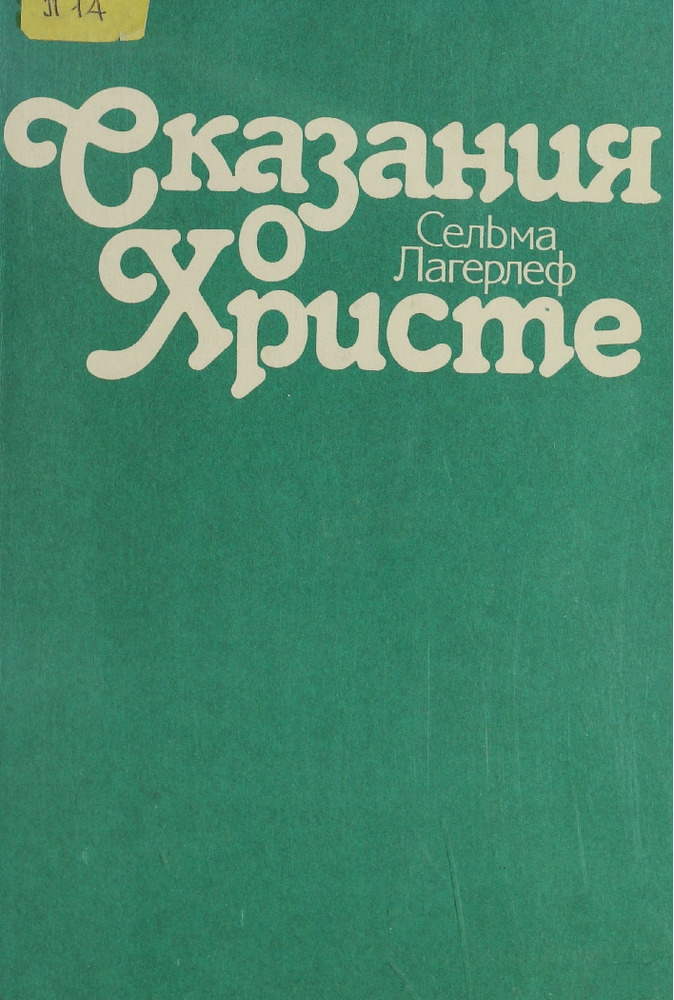 Л 14
Сказания
о
Сельма
Лагерлеф
Христе